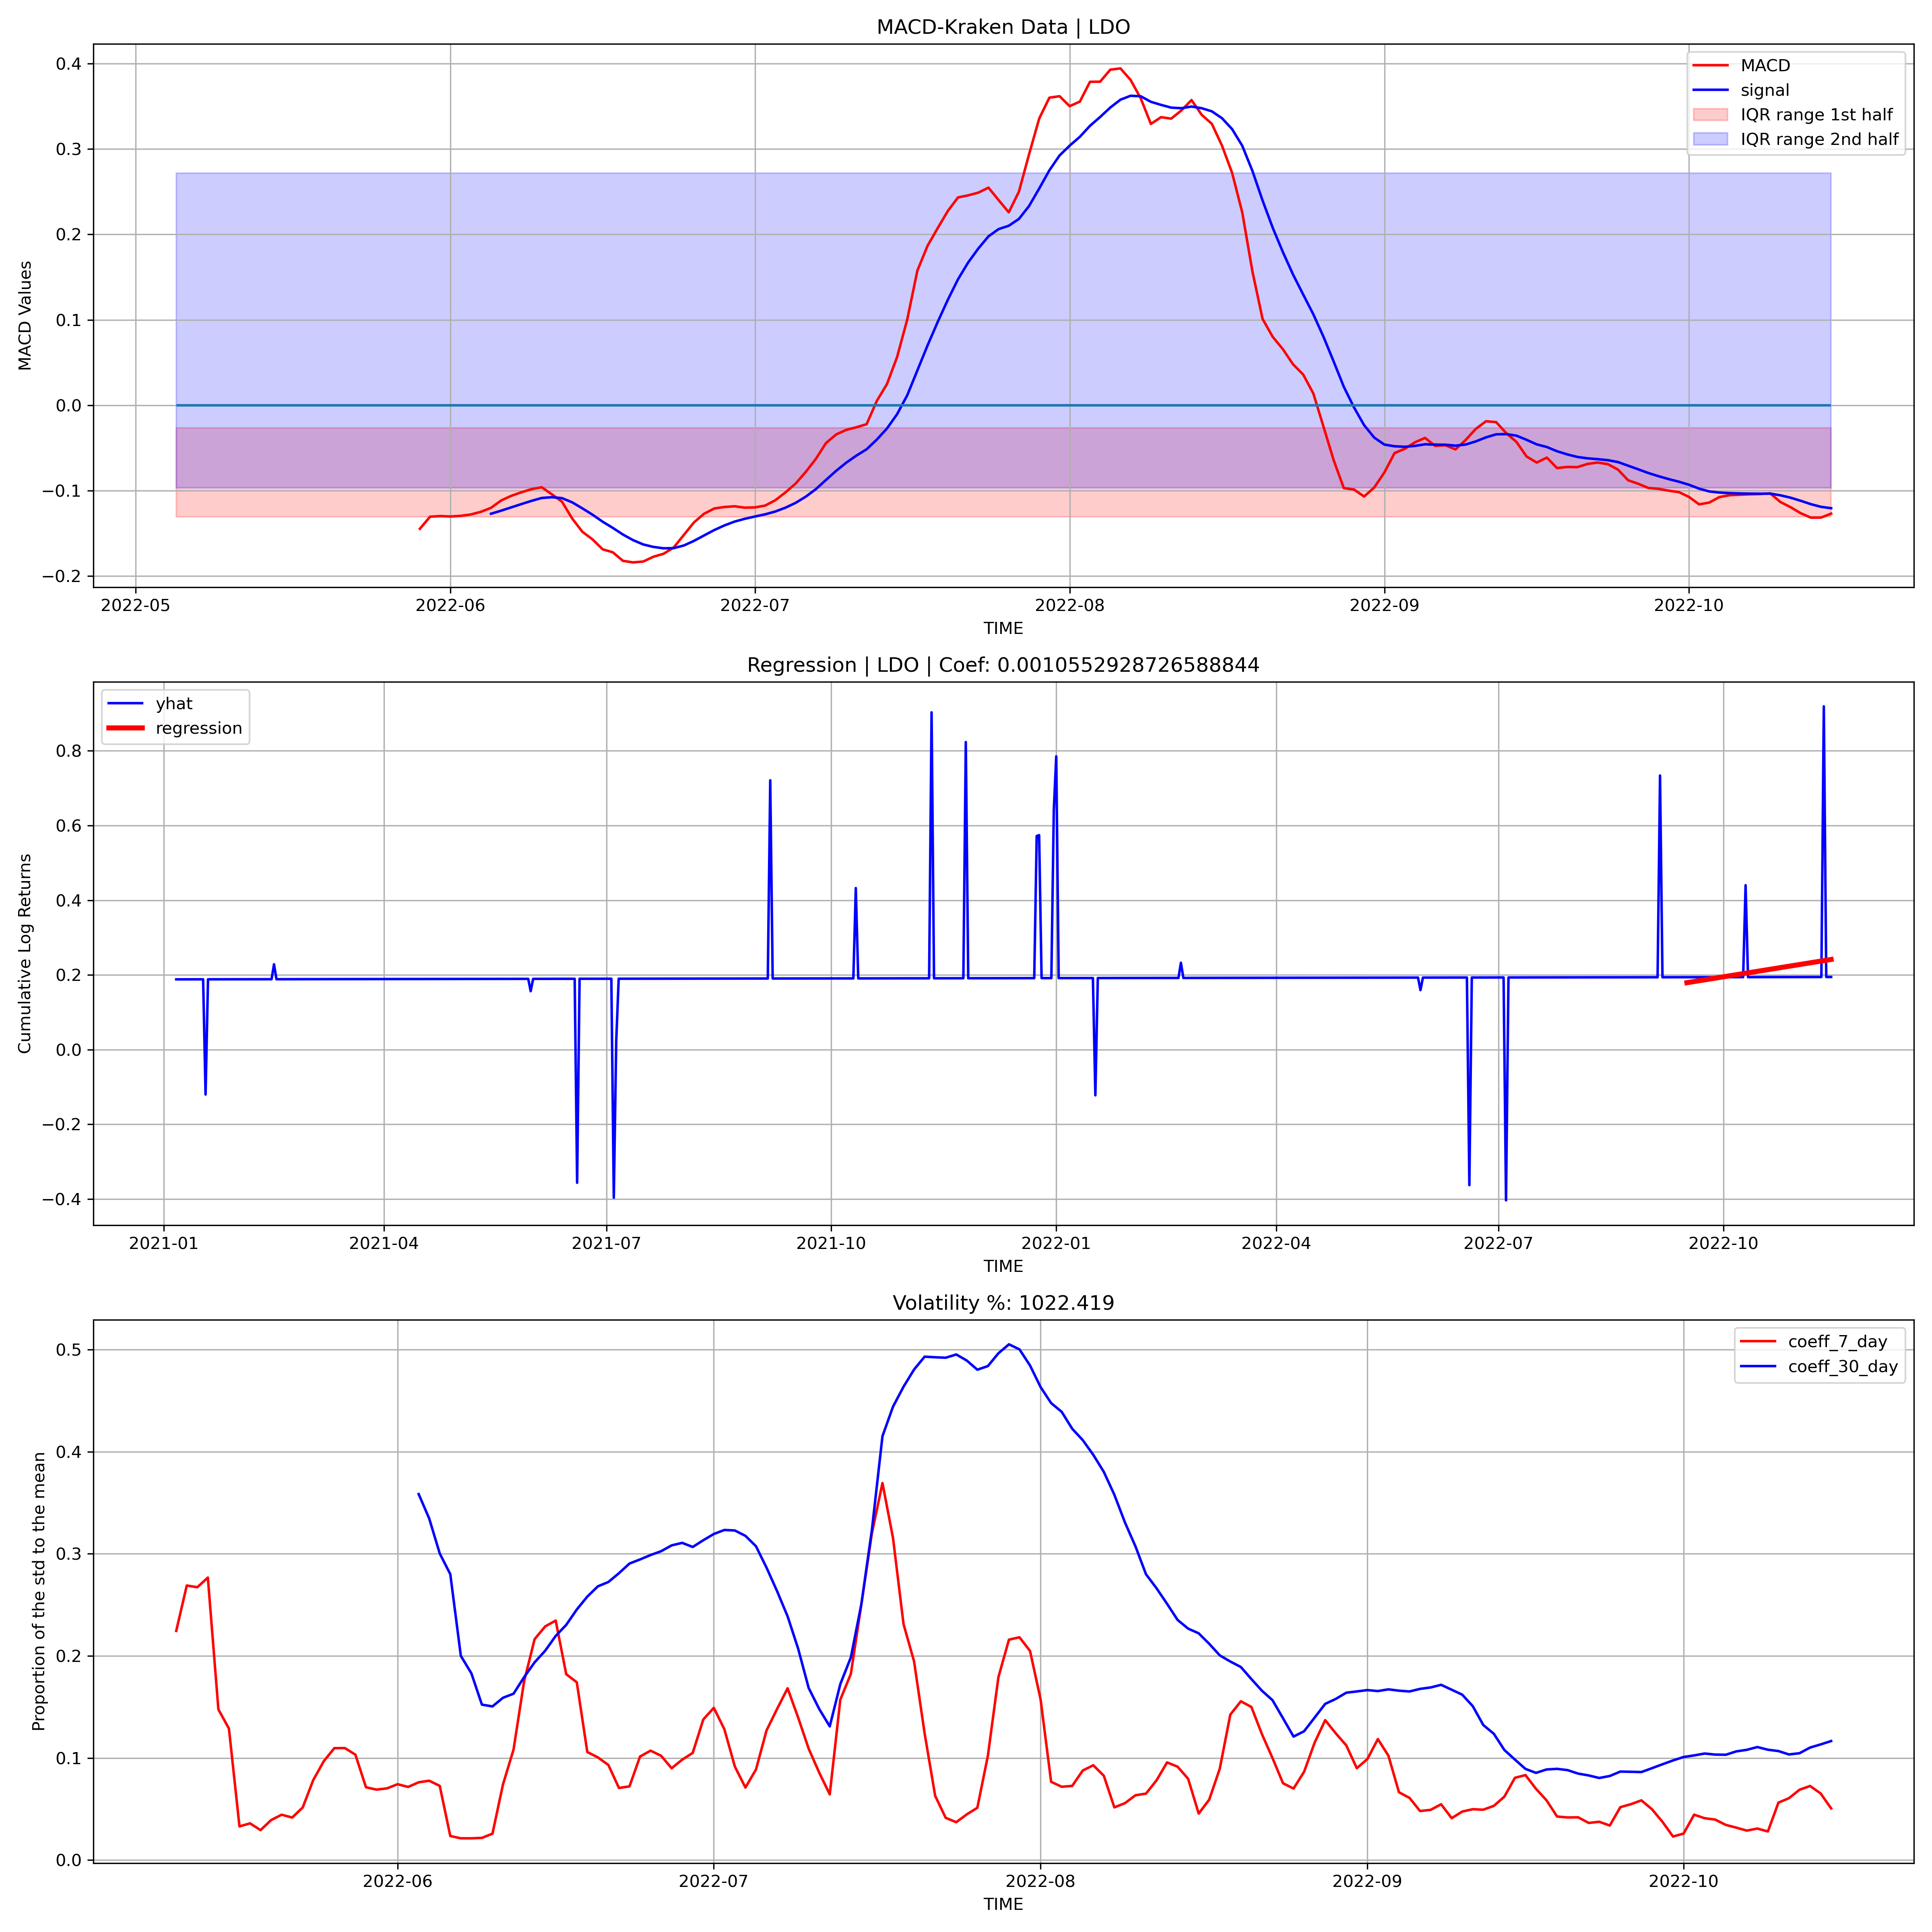 MACD-Kraken Data | LDO
MACD
signal
IQR range 1st half
IQR range 2nd half
MACD Values
0.4
0.3
0.2
0.1
0.0
−0.1
−0.2
2022-05 2022-06 2022-07 2022-08 2022-09 2022-10
TIME
Regression | LDO | Coef: 0.0010552928726588844
yhat
regression
Cumulative Log Returns
0.8
0.6
0.4
0.2
0.0
−0.2
−0.4
2021-01 2021-04 2021-07 2021-10 2022-01 2022-04 2022-07 2022-10
TIME
Volatility %: 1022.419
coeff_7_day
coeff_30_day
Proportion of the std to the mean
0.5
0.4
0.3
0.2
0.1
0.0
2022-06 2022-07 2022-08 2022-09 2022-10
TIME